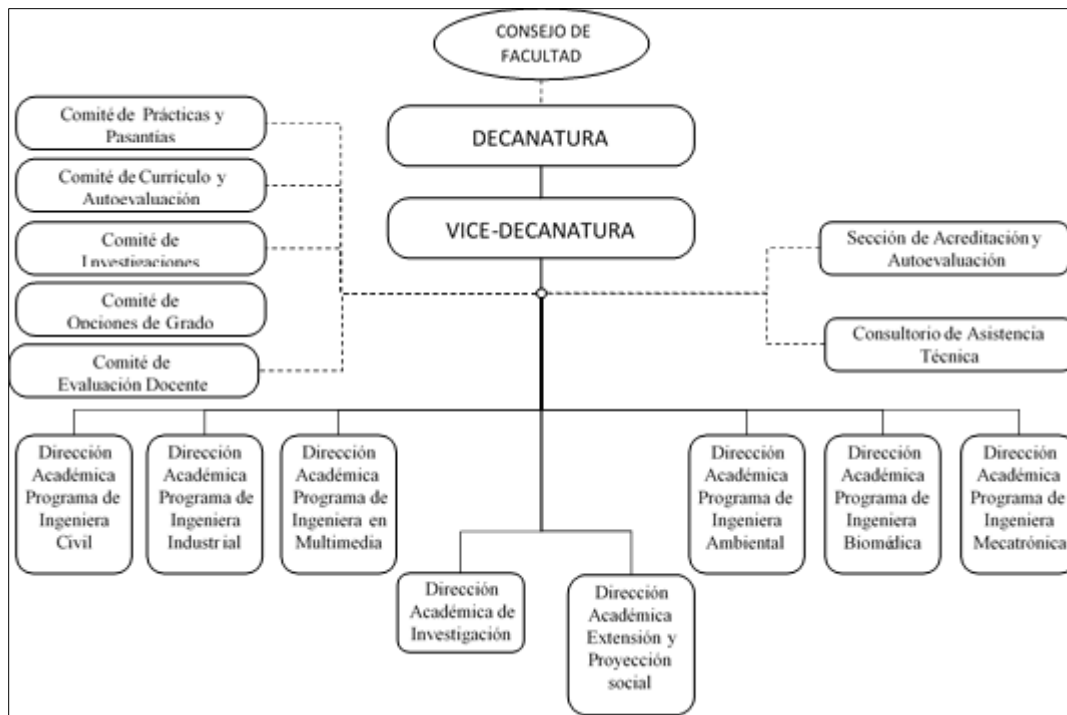 CONSEJO DE
FACULTAD
DECANATURA
VICE-DECANATURA
Comité de Prácticas y
Pasantías
Comité de Currículo y
Autoevaluación
Comité de
Investigaciones
Comité de
Opciones de Grado
Comité de
Evaluación Docente
Sección de Acreditación y
Autoevaluación
Consultorio de Asistencia
Técnica
Dirección
Académica
Programa de
Ingeniera
Civil
Dirección
Académica
Programa de
Ingeniera
Industrial
Dirección
Académica
Programa de
Ingeniera en
Multimedia
Dirección
Académica
Programa de
Ingeniera
Ambiental
Dirección
Académica
Programa de
Ingeniera
Biomédica
Dirección
Académica
Programa de
Ingeniera
Mecatrónica
Dirección
Académica de
Investigación
Dirección
Académica
Extensión y
Proyección
social